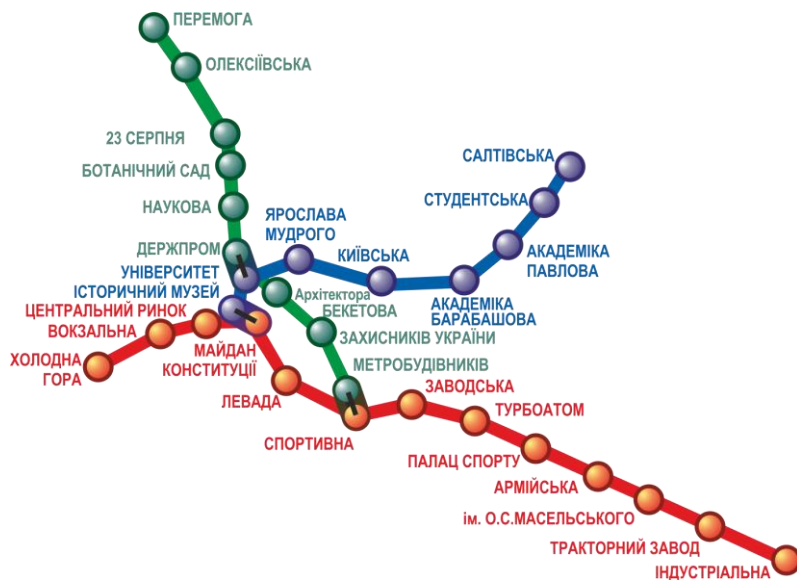 ПЕРЕМОГА
ОЛЕКСІЇВСЬКА
23 СЕРПНЯ
БОТАНІЧНИЙ САД
НАУКОВА
ДЕРЖПРОМ
УНІВЕРСИТЕТ
ІСТОРИЧНИЙ МУЗЕЙ
ЦЕНТРАЛЬНИЙ РИНОК
ВОКЗАЛЬНА
ХОЛОДНА
ГОРА
МАЙДАН
КОНСТИТУЦІЇ
ЛЕВАДА
СПОРТИВНА
ЯРОСЛАВА
МУДРОГО
КИЇВСЬКА
АКАДЕМІКА
БАРАБАШОВА
АКАДЕМІКА
ПАВЛОВА
СТУДЕНТСЬКА
САЛТІВСЬКА
Архітектора
БЕКЕТОВА
ЗАХИСНИКІВ УКРАЇНИ
МЕТРОБУДІВНИКІВ
ЗАВОДСЬКА
ТУРБОАТОМ
ПАЛАЦ СПОРТУ
АРМІЙСЬКА
ім. О.С.МАСЕЛЬСЬКОГО
ТРАКТОРНИЙ ЗАВОД
ІНДУСТРІАЛЬНА